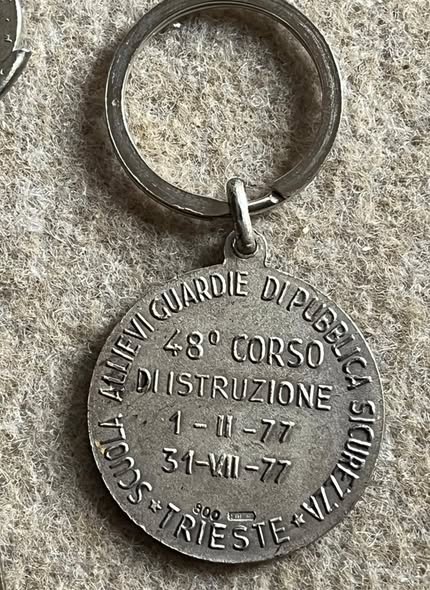 SCUOLA ALLIEVI GUARDIE DI PUBBLICA SICUREZZA
48° CORSO
DI ISTRUZIONE
1-II-77
31-VII-77
800
★ TRIESTE ★